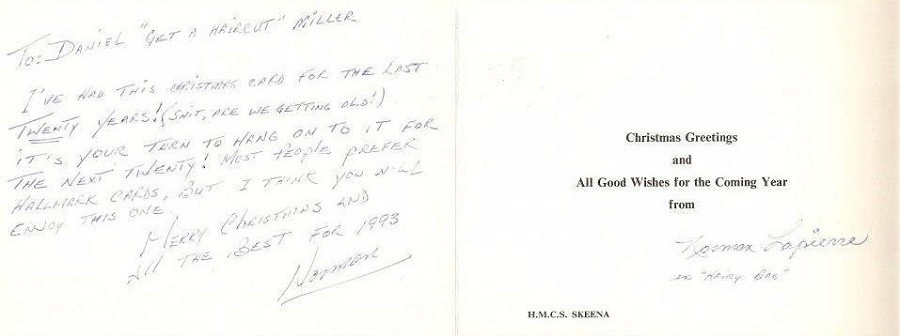 To: DANIEL "GET A HAIRCUT" MILLER
I'VE HAD THIS CHRISTMAS CARD FOR THE LAST
TWENTY YEARS! (SHIT, ARE WE GETTING OLD!)
IT'S YOUR TURN TO HANG ON TO IT FOR
THE NEXT TWENTY! MOST PEOPLE PREFER
HALLMARK CARDS, BUT I THINK YOU WILL
ENJOY THIS ONE.
MERRY CHRISTMAS AND
ALL THE BEST FOR 1993
Norman
Christmas Greetings
and
All Good Wishes for the Coming Year
from
Norman Lapierre
"HAIRY BAG"
H.M.C.S. SKEENA